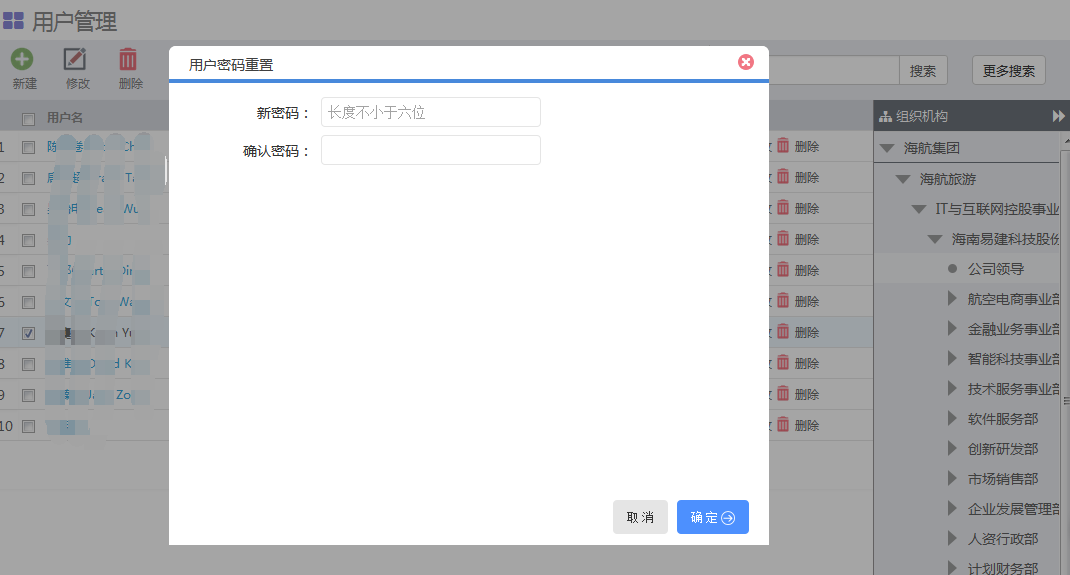 用户管理
新建
修改
删除
搜索
更多搜索
用户密码重置
新密码：
长度不小于六位
确认密码：
取消
确定
用户名
1
删除
2
删除
3
删除
4
删除
5
删除
6
删除
7
删除
8
删除
9
删除
10
删除
组织机构
海航集团
海航旅游
IT与互联网控股事业
海南易建科技股份
公司领导
航空电商事业部
金融业务事业部
智能科技事业部
技术服务事业部
软件服务部
创新研发部
市场销售部
企业发展管理部
人资行政部
计划财务部